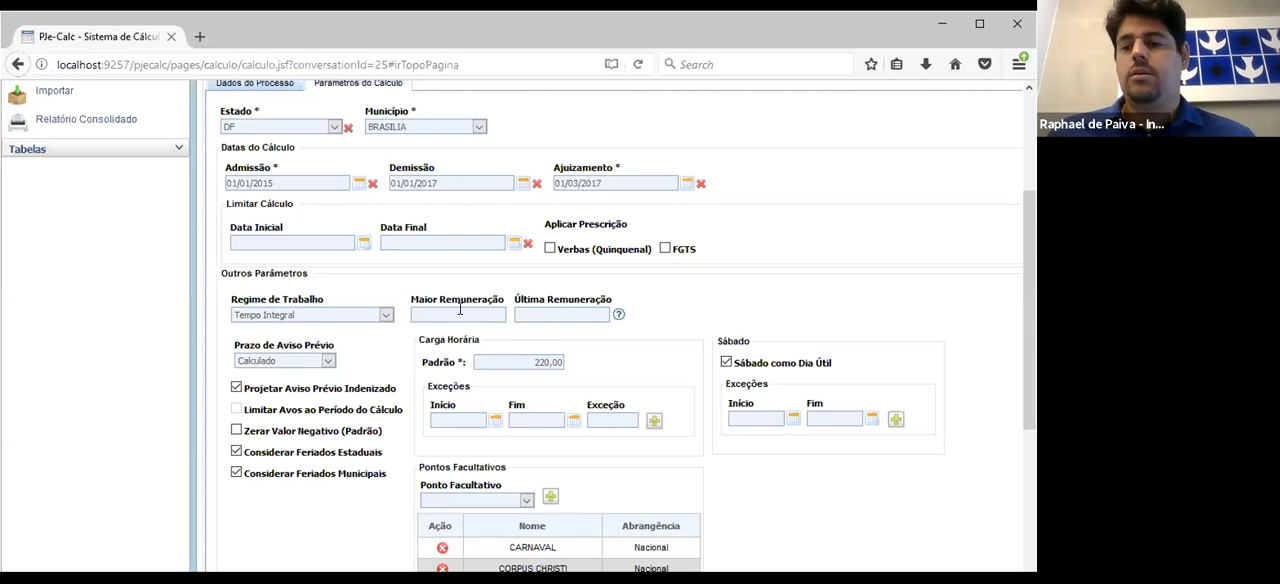 PJe-Calc - Sistema de Cálcul
localhost:9257/pjecalc/pages/calculo/calculo.jsf?conversationId=25#irTopoPagina
Search
Raphael de Paiva - In...
Importar
Relatório Consolidado
Tabelas
Dados do Processo
Parâmetros do Cálculo
Estado *
Município *
DF
BRASILIA
Datas do Cálculo
Admissão *
Demissão
Ajuizamento *
01/01/2015
01/01/2017
01/03/2017
Limitar Cálculo
Data Inicial
Data Final
Aplicar Prescrição
Verbas (Quinquenal)
FGTS
Outros Parâmetros
Regime de Trabalho
Maior Remuneração
Última Remuneração
Tempo Integral
Prazo de Aviso Prévio
Calculado
Projetar Aviso Prévio Indenizado
Limitar Avos ao Período do Cálculo
Zerar Valor Negativo (Padrão)
Considerar Feriados Estaduais
Considerar Feriados Municipais
Carga Horária
Padrão *:
220,00
Exceções
Início
Fim
Exceção
Sábado
Sábado como Dia Útil
Exceções
Início
Fim
Pontos Facultativos
Ponto Facultativo
Ação
Nome
Abrangência
CARNAVAL
Nacional
CORPUS CHRISTI
Nacional